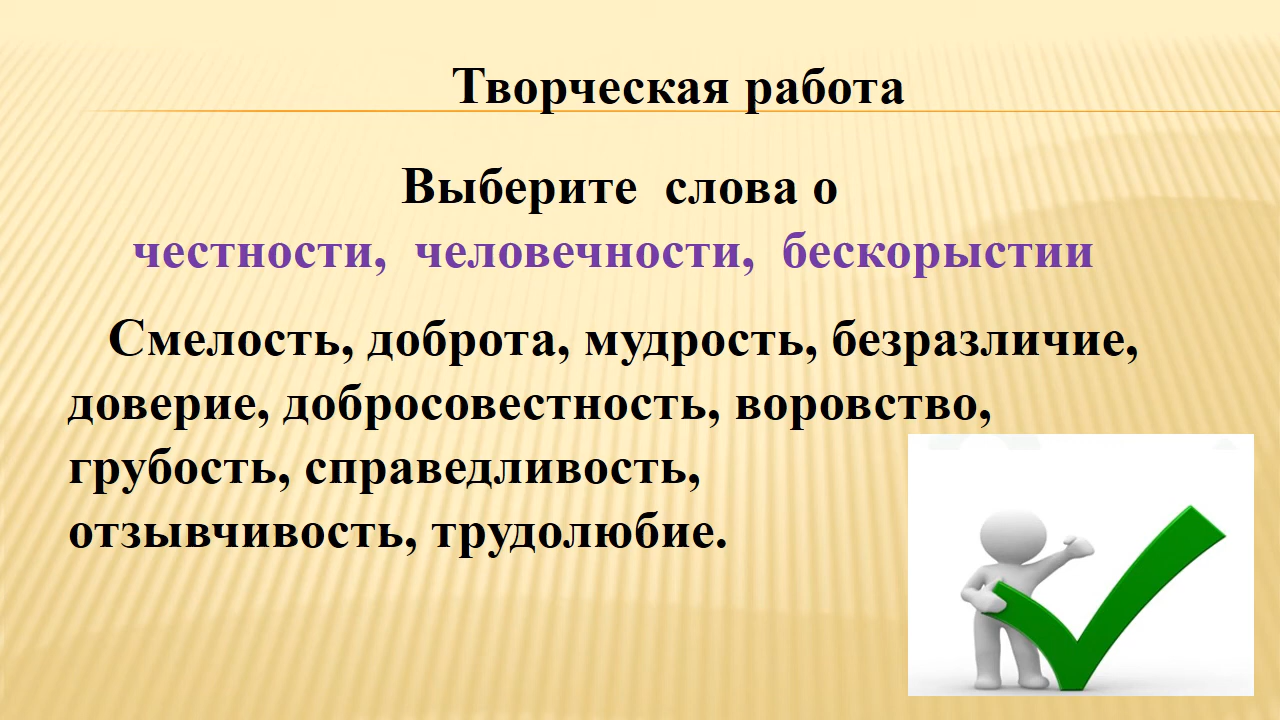 Творческая работа
Выберите слова о
честности, человечности, бескорыстии
Смелость, доброта, мудрость, безразличие,
доверие, добросовестность, воровство,
грубость, справедливость,
отзывчивость, трудолюбие.